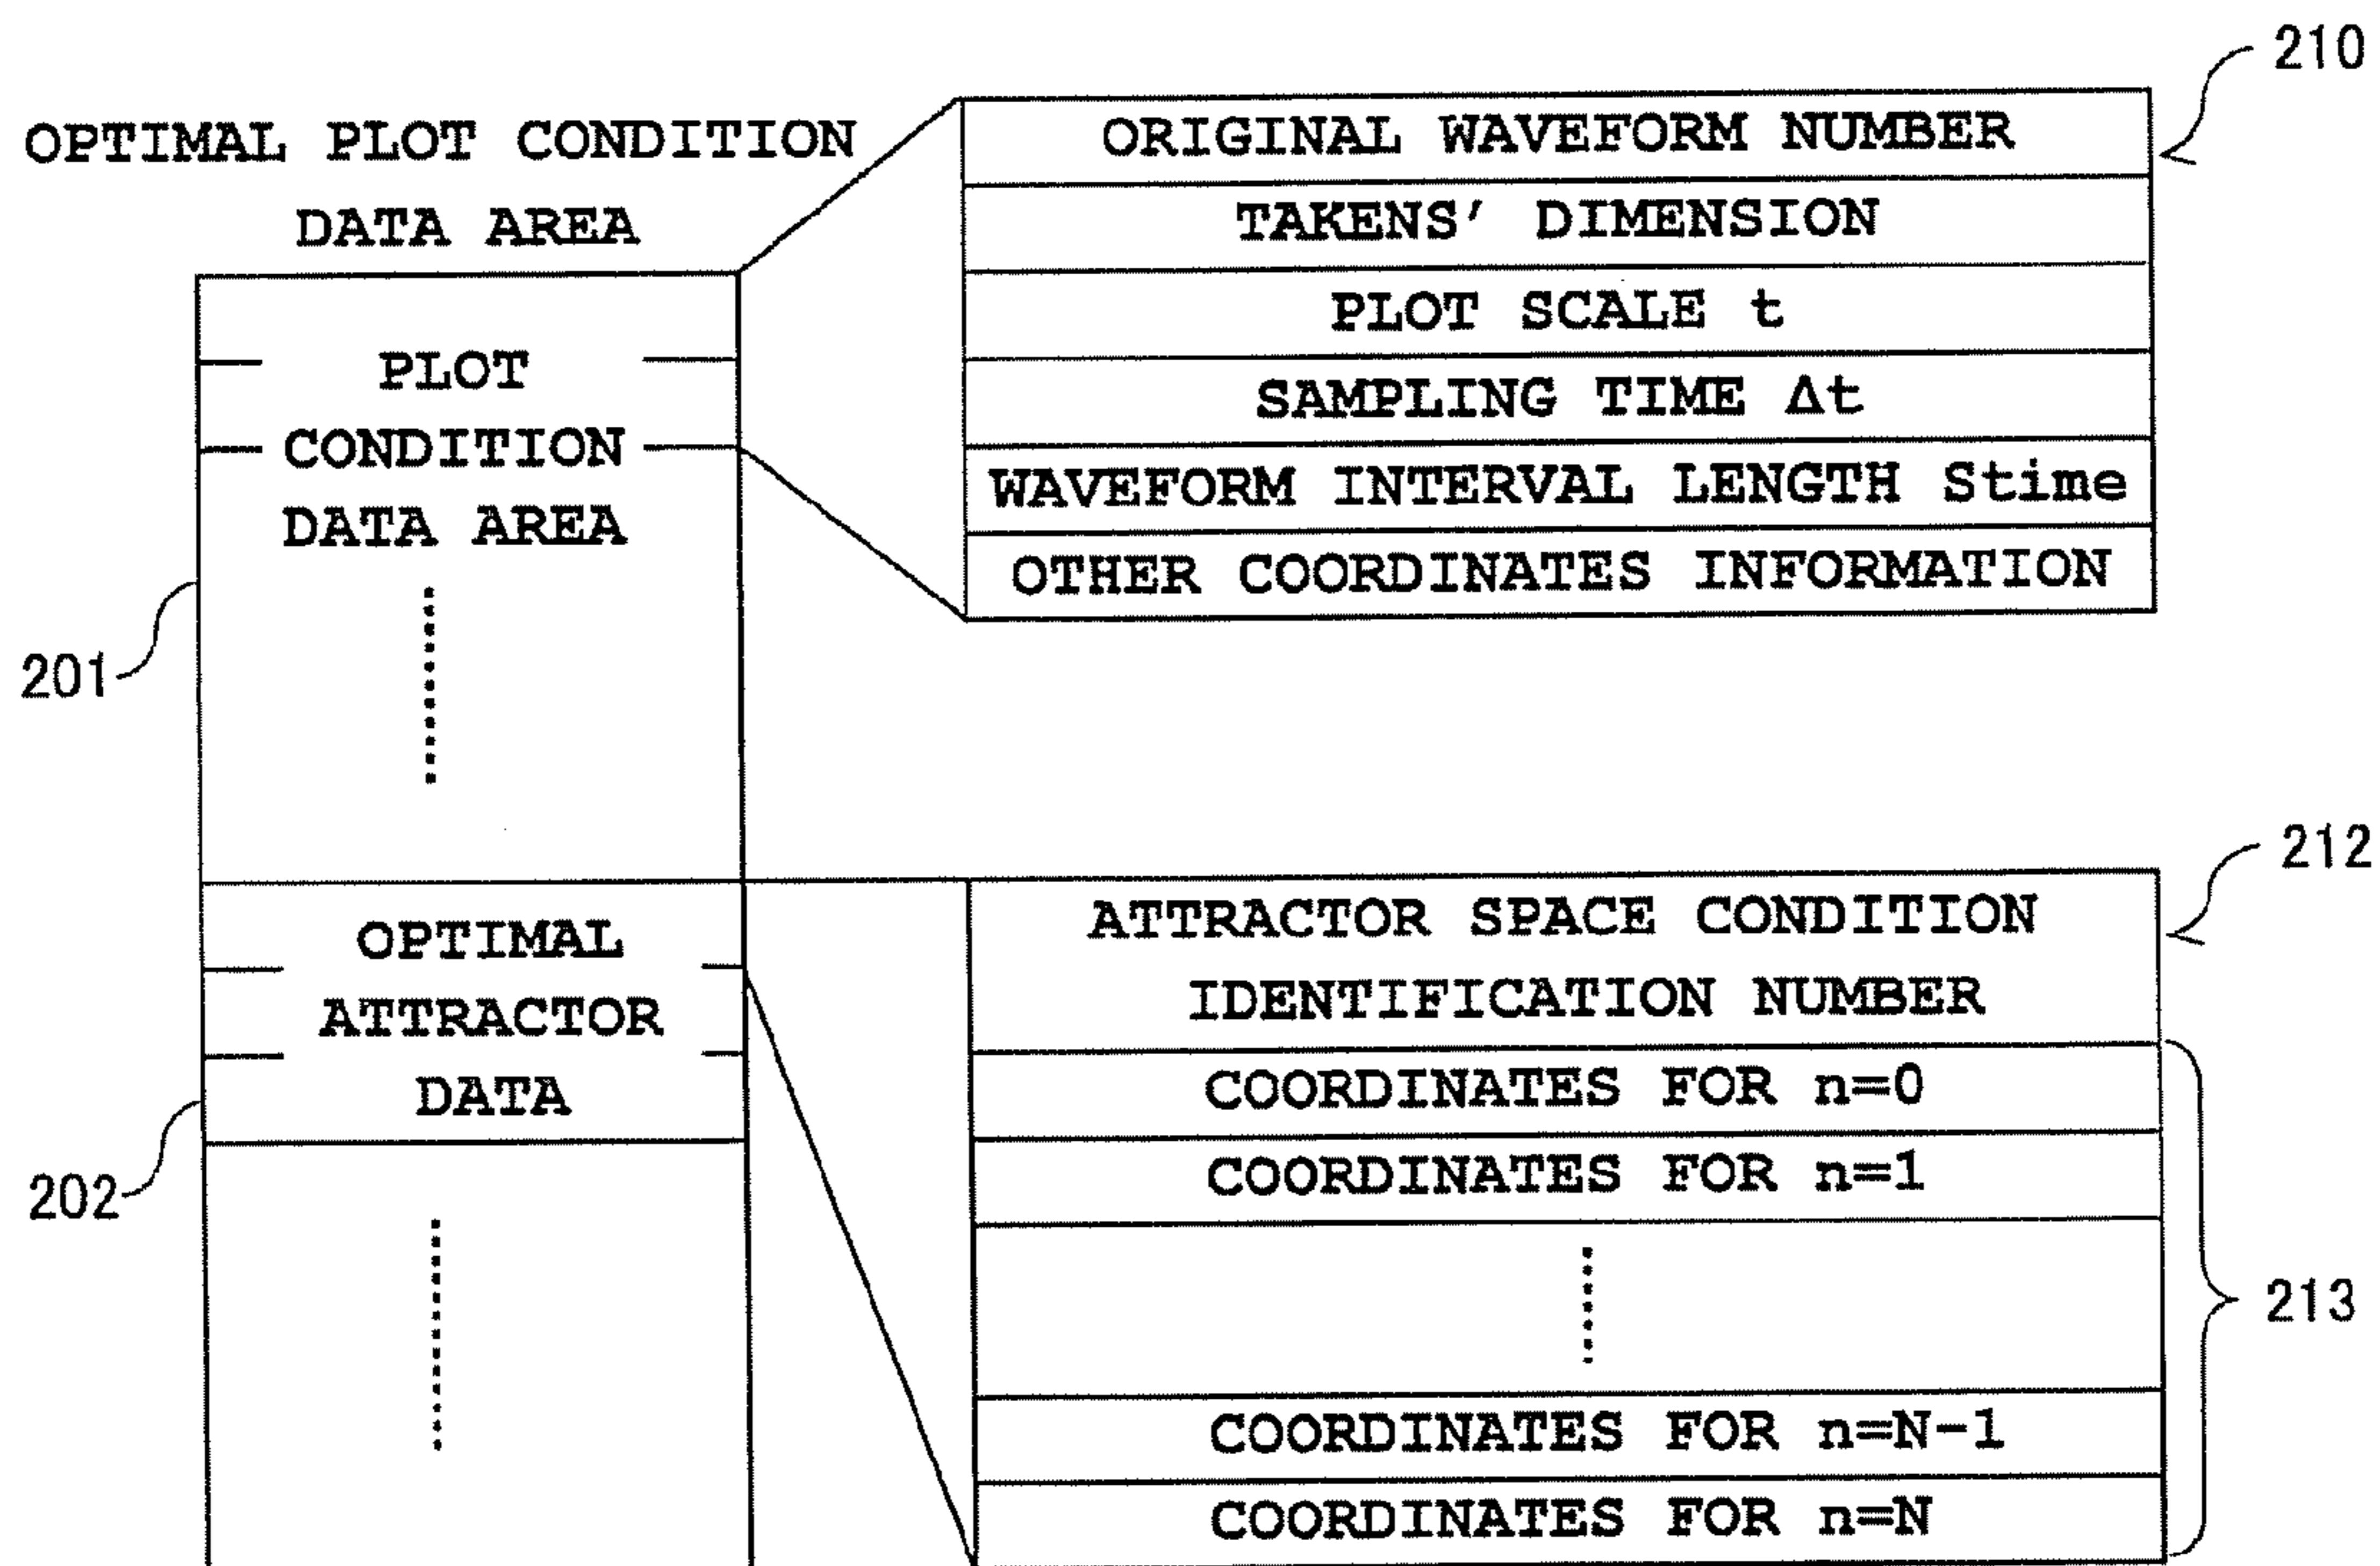 210
OPTIMAL PLOT CONDITION
DATA AREA
ORIGINAL WAVEFORM NUMBER
TAKENS' DIMENSION
PLOT SCALE t
SAMPLING TIME Δt
WAVEFORM INTERVAL LENGTH Stime
OTHER COORDINATES INFORMATION
PLOT
CONDITION
DATA AREA
201
212
OPTIMAL
ATTRACTOR
DATA
202
ATTRACTOR SPACE CONDITION
IDENTIFICATION NUMBER
COORDINATES FOR n=0
COORDINATES FOR n=1
COORDINATES FOR n=N-1
COORDINATES FOR n=N
213